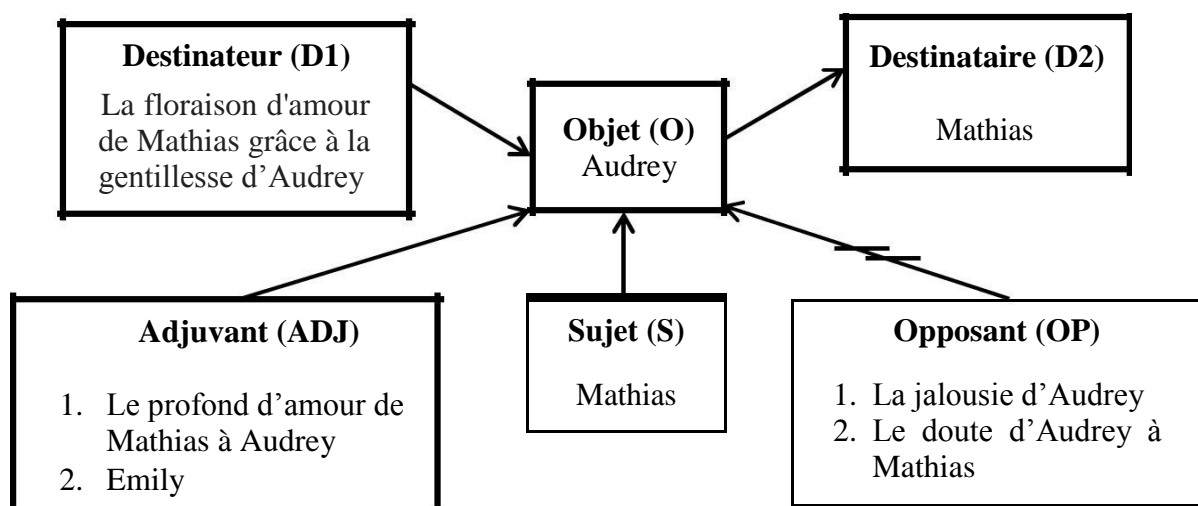 Destinateur (D1)
La floraison d'amour
de Mathias grâce à la
gentillesse d’Audrey
Objet (O)
Audrey
Destinataire (D2)
Mathias
Adjuvant (ADJ)
1. Le profond d’amour de
Mathias à Audrey
2. Emily
Sujet (S)
Mathias
Opposant (OP)
1. La jalousie d’Audrey
2. Le doute d’Audrey à
Mathias